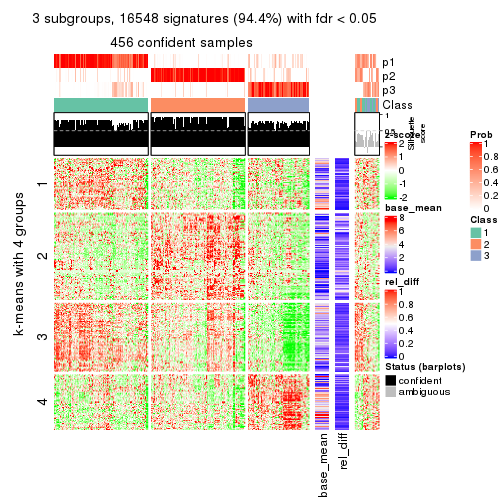 3 subgroups, 16548 signatures (94.4%) with fdr < 0.05
456 confident samples
p1
p2
p3
Class
1
0.5
Silhouette
score
k-means with 4 groups
1
2
3
4
z-score
2
1
0
-1
-2
base_mean
8
6
4
2
0
rel_diff
1
0.8
0.6
0.4
0.2
0
Status (barplots)
confident
ambiguous
Prob
1
0.8
0.6
0.4
0.2
0
Class
1
2
3
base_mean
rel_diff